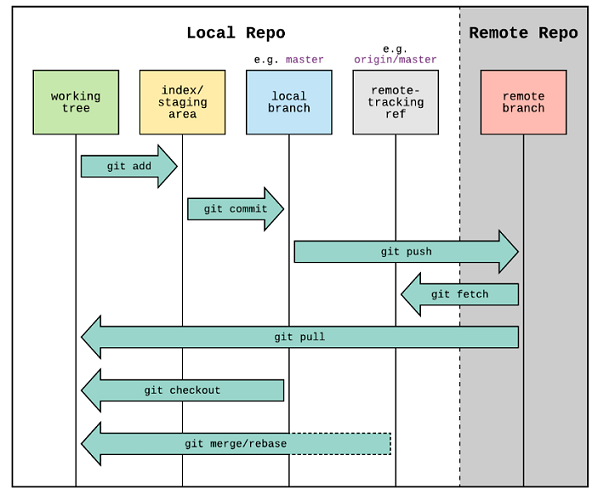 Local Repo
Remote Repo
e.g. master
e.g.
origin/master
working
tree
index/
staging
area
local
branch
remote-
tracking
ref
remote
branch
git add
git commit
git push
git fetch
git pull
git checkout
git merge/rebase